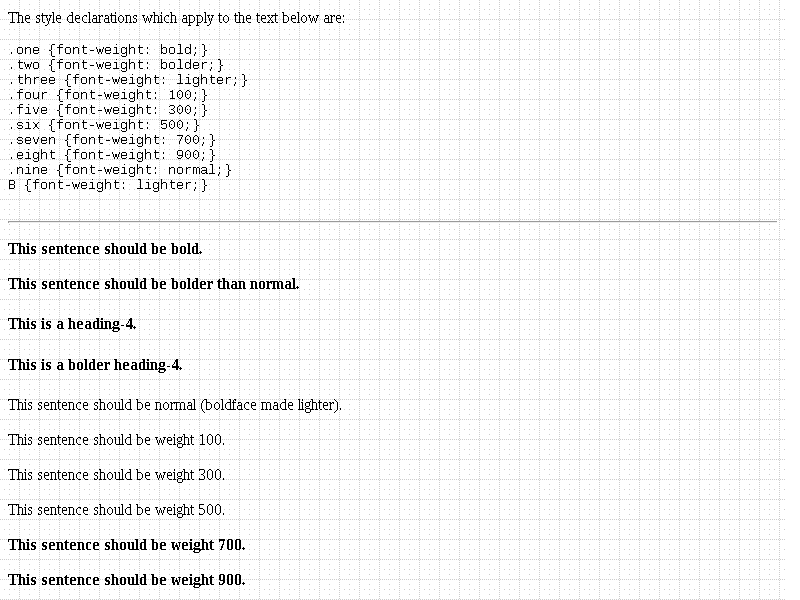 The style declarations which apply to the text below are:
.one {font-weight: bold;}
.two {font-weight: bolder;}
.three {font-weight: lighter;}
.four {font-weight: 100;}
.five {font-weight: 300;}
.six {font-weight: 500;}
.seven {font-weight: 700;}
.eight {font-weight: 900;}
.nine {font-weight: normal;}
B {font-weight: lighter;}
This sentence should be bold.
This sentence should be bolder than normal.
This is a heading-4.
This is a bolder heading-4.
This sentence should be normal (boldface made lighter).
This sentence should be weight 100.
This sentence should be weight 300.
This sentence should be weight 500.
This sentence should be weight 700.
This sentence should be weight 900.